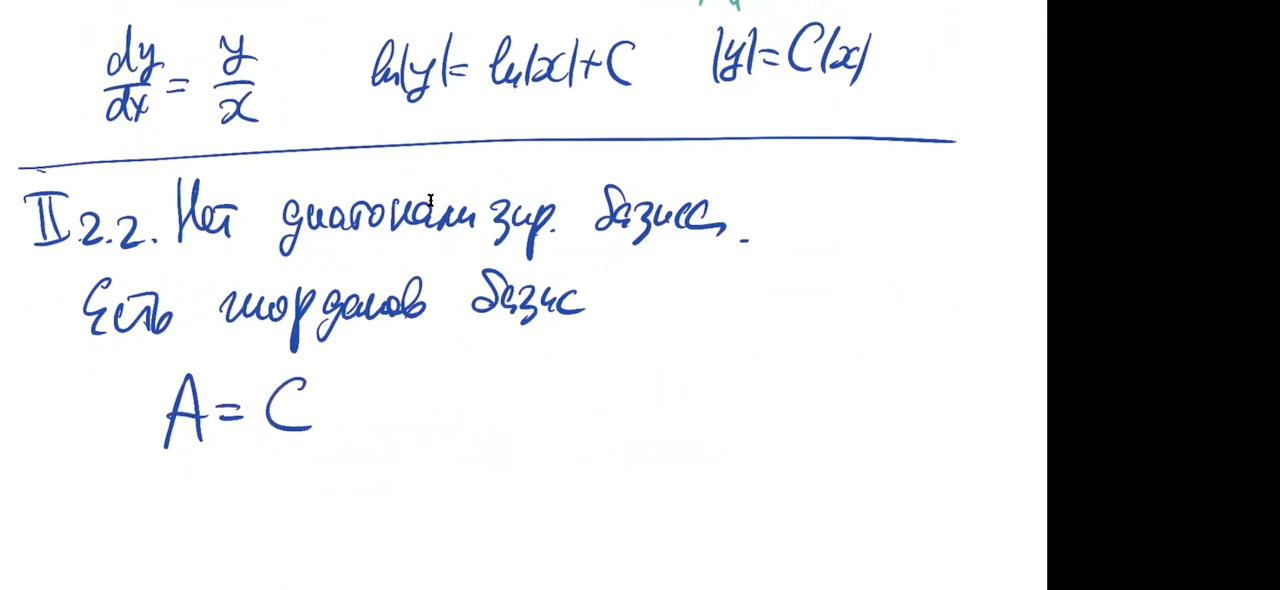 dy/dx = y/x   ln|y| = ln|x| + C   |y| = C|x|
II 2.2. Нет диагонализир. базиса.
Есть жорданов базис
A = C